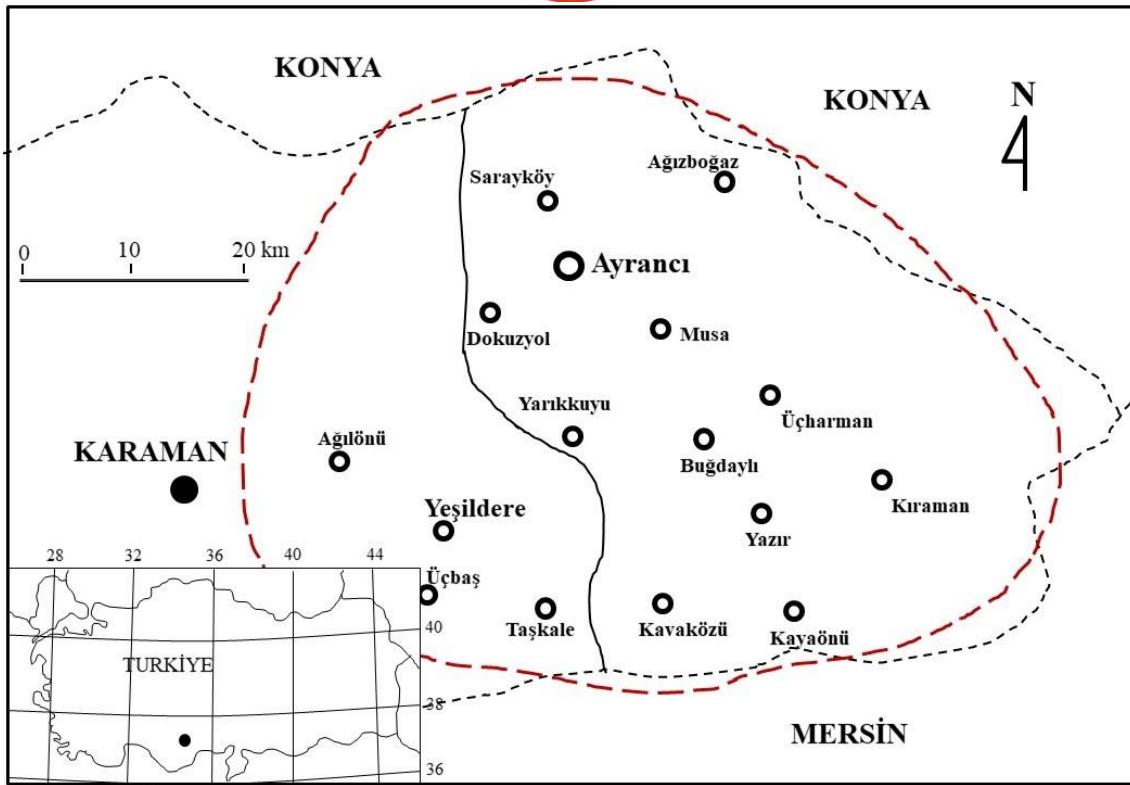 KONYA
KONYA
N
Ağızboğaz
Sarayköy
0 10 20 km
Ayrancı
Dokuzyol
Musa
Yarıkkuyu
Üçharman
Ağılönü
KARAMAN
Buğdaylı
Kıraman
Yeşildere
Yazır
28 32 36 40 44
Üçbaş
Taşkale
Kavaközü
Kayaönü
40
TURKİYE
38
MERSİN
36